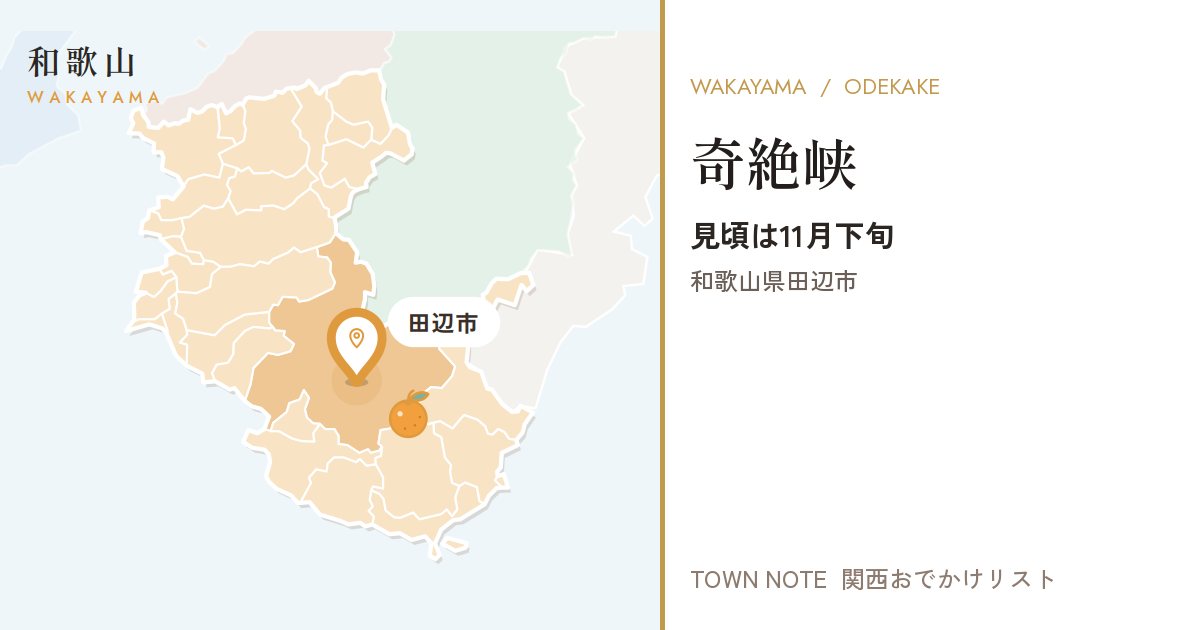 和歌山
WAKAYAMA
田辺市
WAKAYAMA / ODEKAKE
奇絶峡
見頃は11月下旬
和歌山県田辺市
TOWN NOTE 関西おでかけリスト